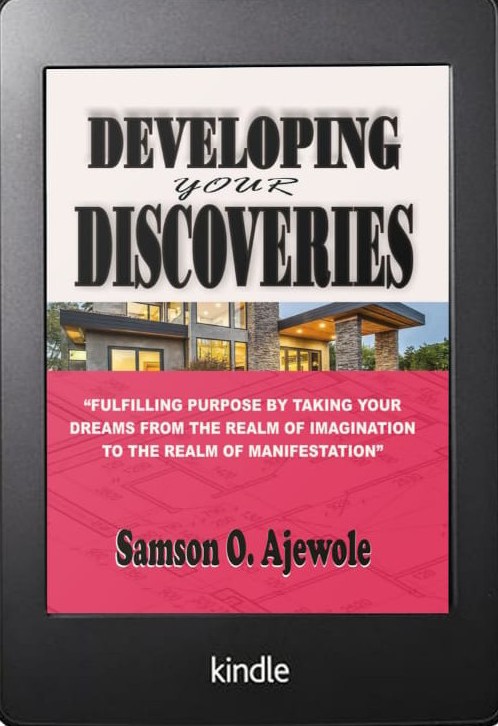 DEVELOPING
YOUR
DISCOVERIES
“FULFILLING PURPOSE BY TAKING YOUR
DREAMS FROM THE REALM OF IMAGINATION
TO THE REALM OF MANIFESTATION”
Samson O. Ajewole
kindle